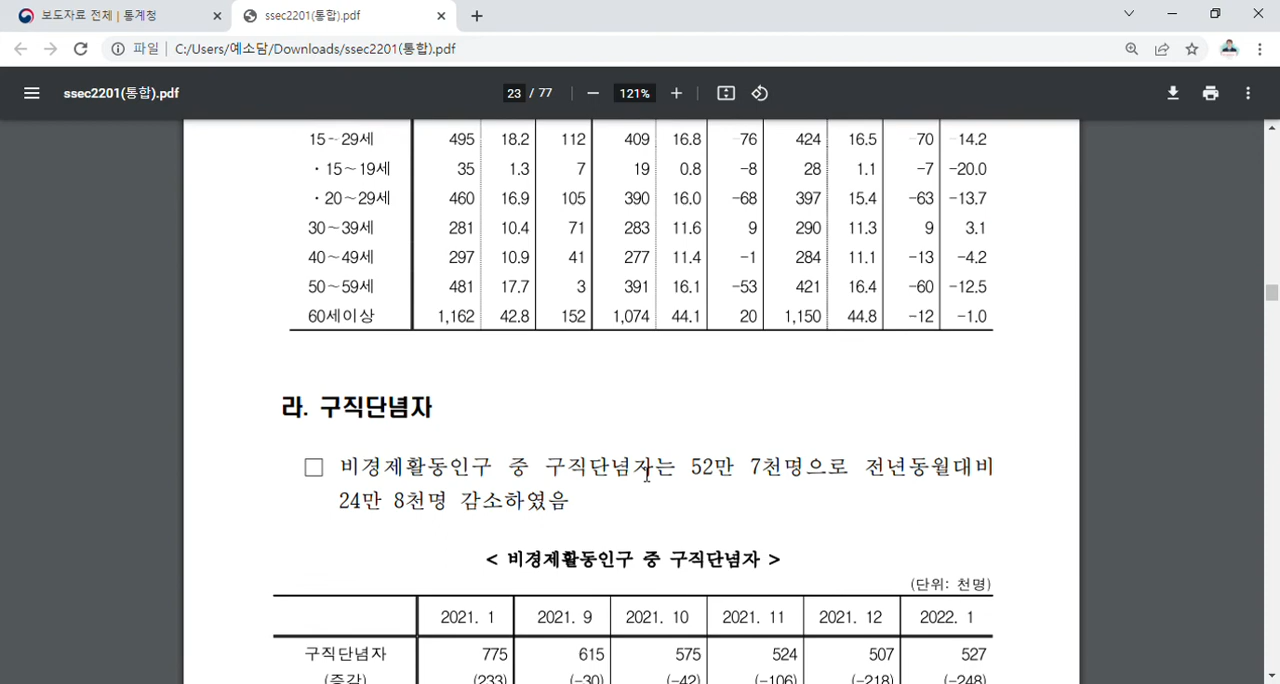 보도자료 전체 | 통계청
ssec2201(통합).pdf
파일 | C:/Users/예소담/Downloads/ssec2201(통합).pdf
ssec2201(통합).pdf 23 / 77 121%
15~29세 495 18.2 112 409 16.8 -76 424 16.5 -70 -14.2
· 15~19세 35 1.3 7 19 0.8 -8 28 1.1 -7 -20.0
· 20~29세 460 16.9 105 390 16.0 -68 397 15.4 -63 -13.7
30~39세 281 10.4 71 283 11.6 9 290 11.3 9 3.1
40~49세 297 10.9 41 277 11.4 -1 284 11.1 -13 -4.2
50~59세 481 17.7 3 391 16.1 -53 421 16.4 -60 -12.5
60세이상 1,162 42.8 152 1,074 44.1 20 1,150 44.8 -12 -1.0
라. 구직단념자
□ 비경제활동인구 중 구직단념자는 52만 7천명으로 전년동월대비
24만 8천명 감소하였음
< 비경제활동인구 중 구직단념자 >
(단위: 천명)
2021. 1 2021. 9 2021. 10 2021. 11 2021. 12 2022. 1
구직단념자 775 615 575 524 507 527
(증감) (233) (-30) (-42) (-106) (-218) (-248)